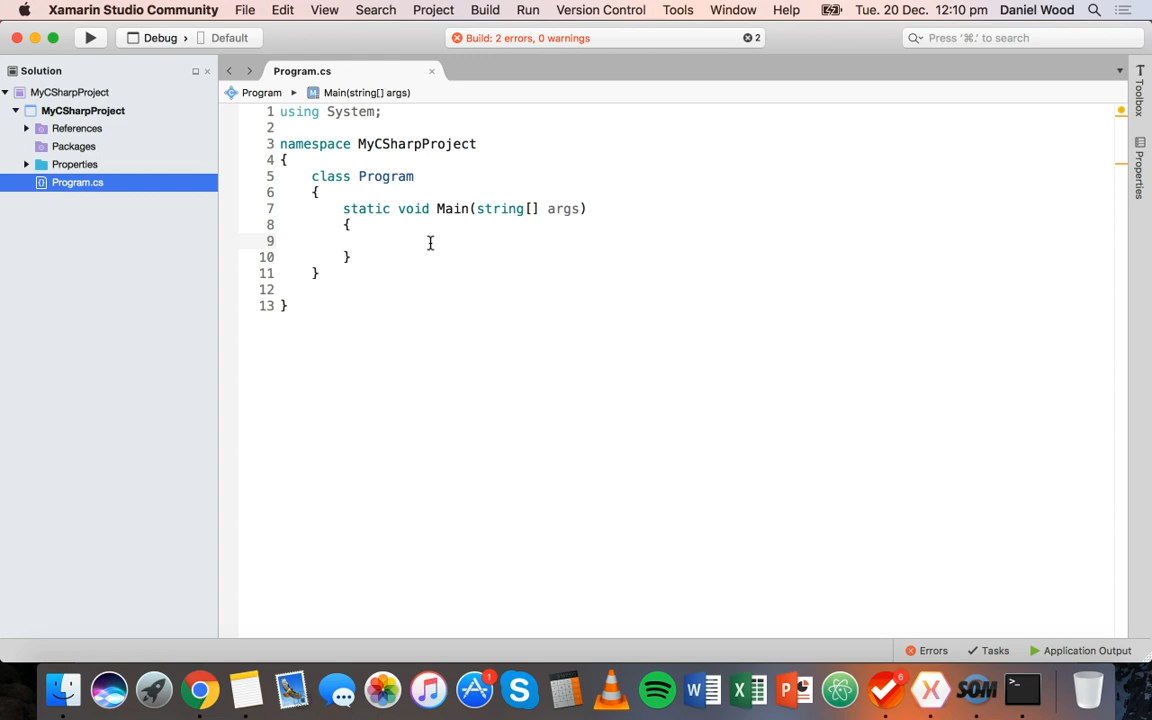 Xamarin Studio Community File Edit View Search Project Build Run Version Control Tools Window Help Tue. 20 Dec. 12:10 pm Daniel Wood
Debug › Default Build: 2 errors, 0 warnings 2 Press '⌘.' to search
Solution
Program.cs
MyCSharpProject
Program ▸ Main(string[] args)
MyCSharpProject
References
Packages
Properties
Program.cs
1 using System;
2
3 namespace MyCSharpProject
4 {
5 class Program
6 {
7 static void Main(string[] args)
8 {
9
10 }
11 }
12
13 }
Toolbox
Properties
Errors Tasks Application Output
1
6
SOM